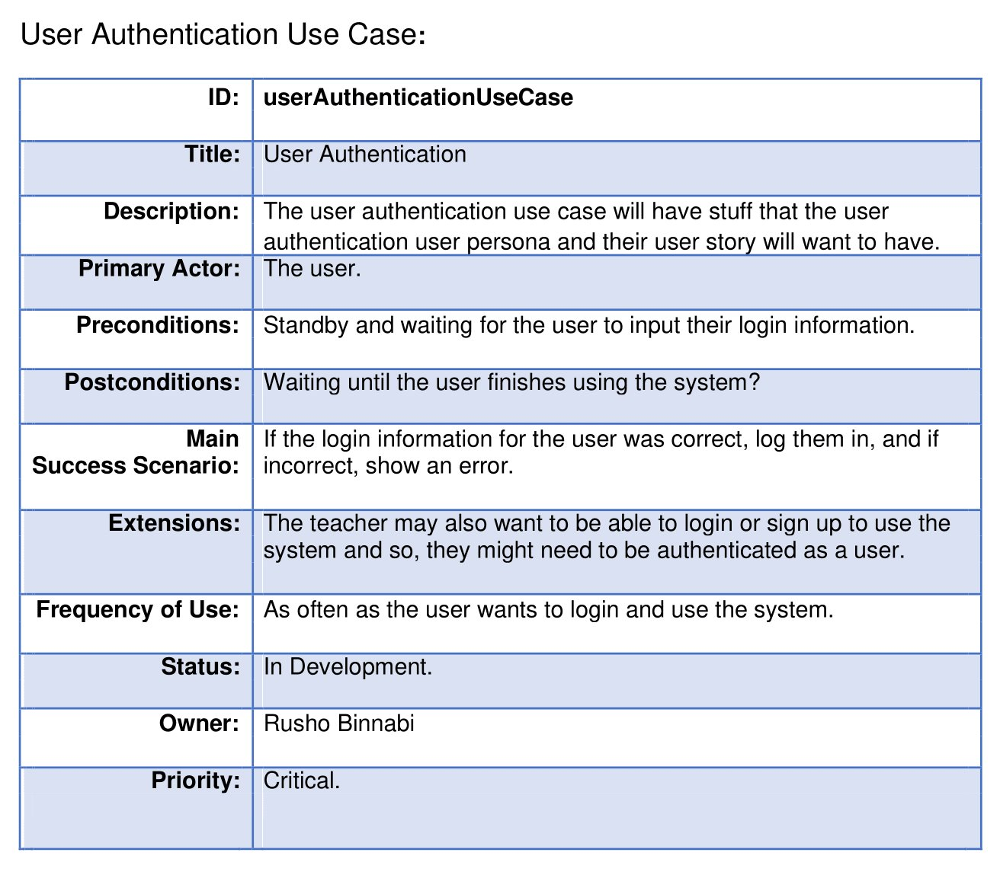 User Authentication Use Case:
ID: userAuthenticationUseCase
Title: User Authentication
Description: The user authentication use case will have stuff that the user
authentication user persona and their user story will want to have.
Primary Actor: The user.
Preconditions: Standby and waiting for the user to input their login information.
Postconditions: Waiting until the user finishes using the system?
Main
Success Scenario: If the login information for the user was correct, log them in, and if
incorrect, show an error.
Extensions: The teacher may also want to be able to login or sign up to use the
system and so, they might need to be authenticated as a user.
Frequency of Use: As often as the user wants to login and use the system.
Status: In Development.
Owner: Rusho Binnabi
Priority: Critical.